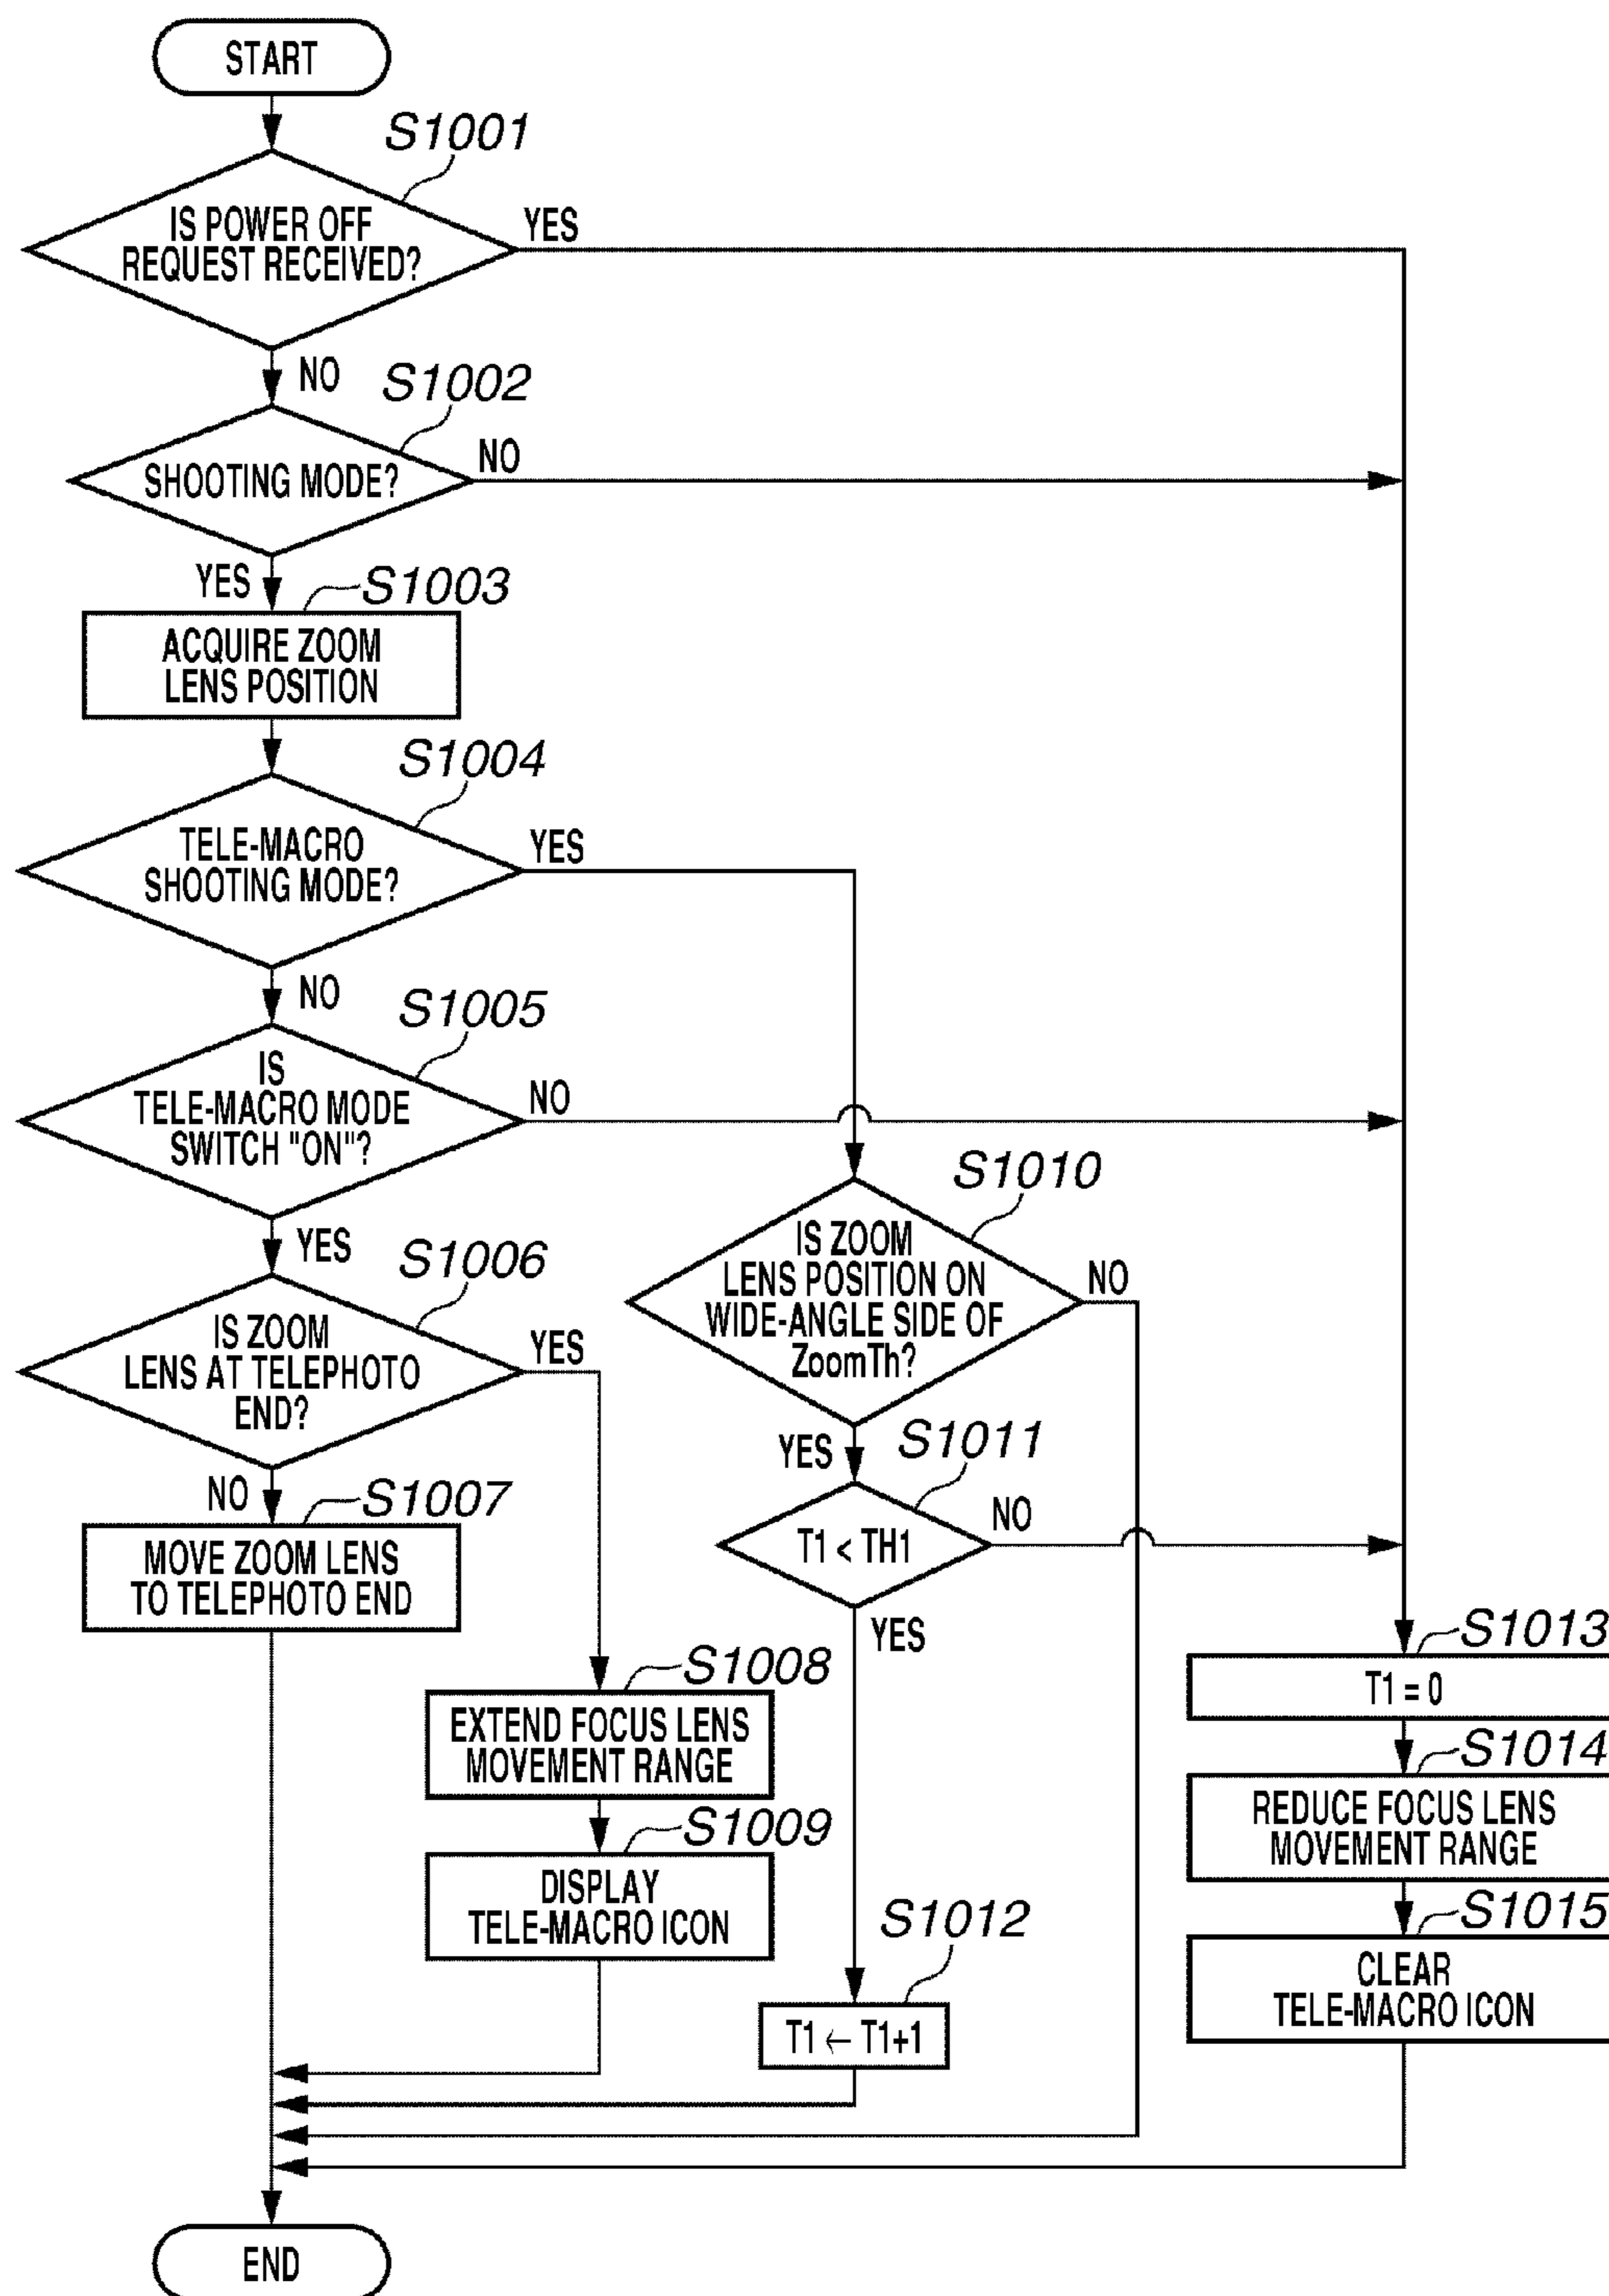 START
S1001
IS POWER OFF
REQUEST RECEIVED?
YES
NO
S1002
SHOOTING MODE?
NO
YES
S1003
ACQUIRE ZOOM
LENS POSITION
S1004
TELE-MACRO
SHOOTING MODE?
YES
NO
S1005
IS
TELE-MACRO MODE
SWITCH "ON"?
NO
YES
S1006
IS ZOOM
LENS AT TELEPHOTO
END?
YES
NO
S1007
MOVE ZOOM LENS
TO TELEPHOTO END
S1008
EXTEND FOCUS LENS
MOVEMENT RANGE
S1009
DISPLAY
TELE-MACRO ICON
S1010
IS ZOOM
LENS POSITION ON
WIDE-ANGLE SIDE OF
ZoomTh?
NO
YES
S1011
T1 < TH1
NO
YES
S1012
T1 ← T1+1
S1013
T1 = 0
S1014
REDUCE FOCUS LENS
MOVEMENT RANGE
S1015
CLEAR
TELE-MACRO ICON
END